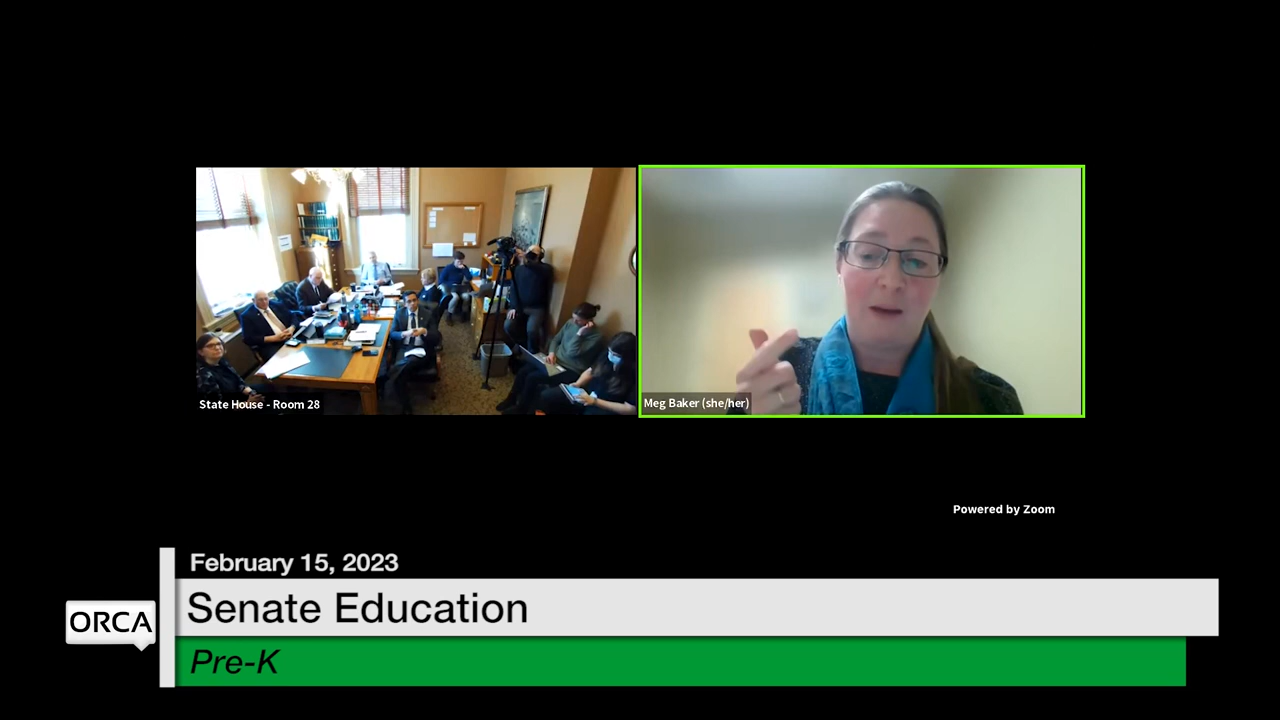 State House - Room 28
Meg Baker (she/her)
Powered by Zoom
February 15, 2023
Senate Education
ORCA
Pre-K